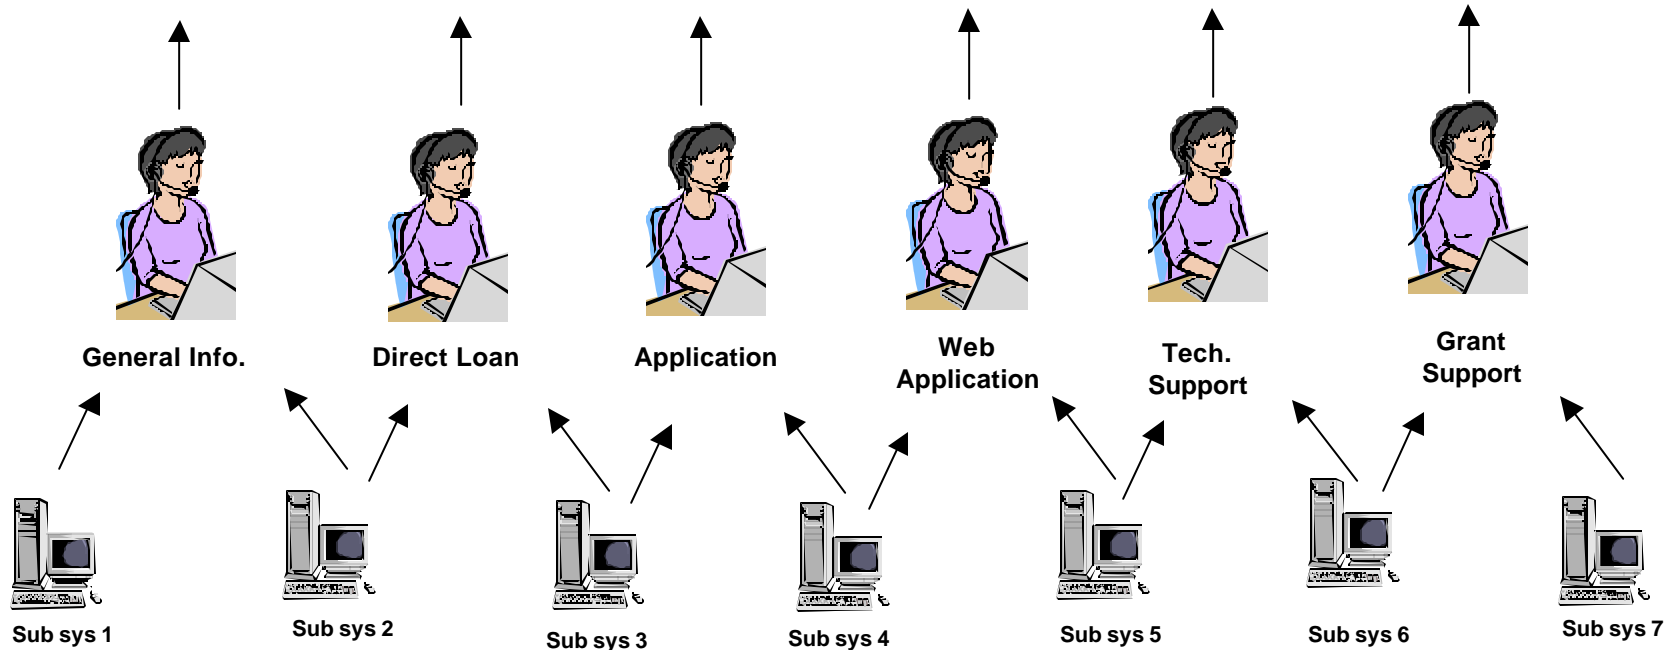 General Info.
Direct Loan
Application
Web
Application
Tech.
Support
Grant
Support
Sub sys 1
Sub sys 2
Sub sys 3
Sub sys 4
Sub sys 5
Sub sys 6
Sub sys 7